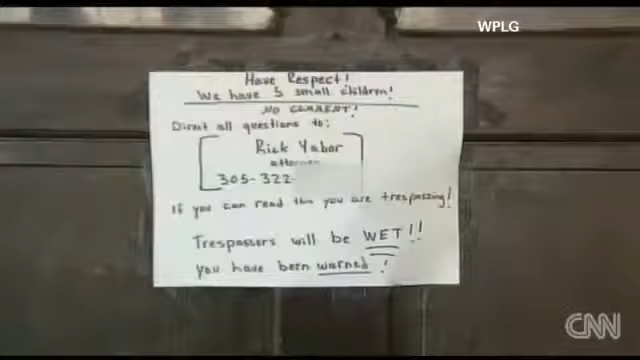 WPLG
Have Respect!
We have 5 small children!
NO COMMENT!
Direct all questions to:
Rick Yabor
attorney
305-322-
If you can read this you are trespassing!
Trespassers will be WET!!
you have been warned!
CNN